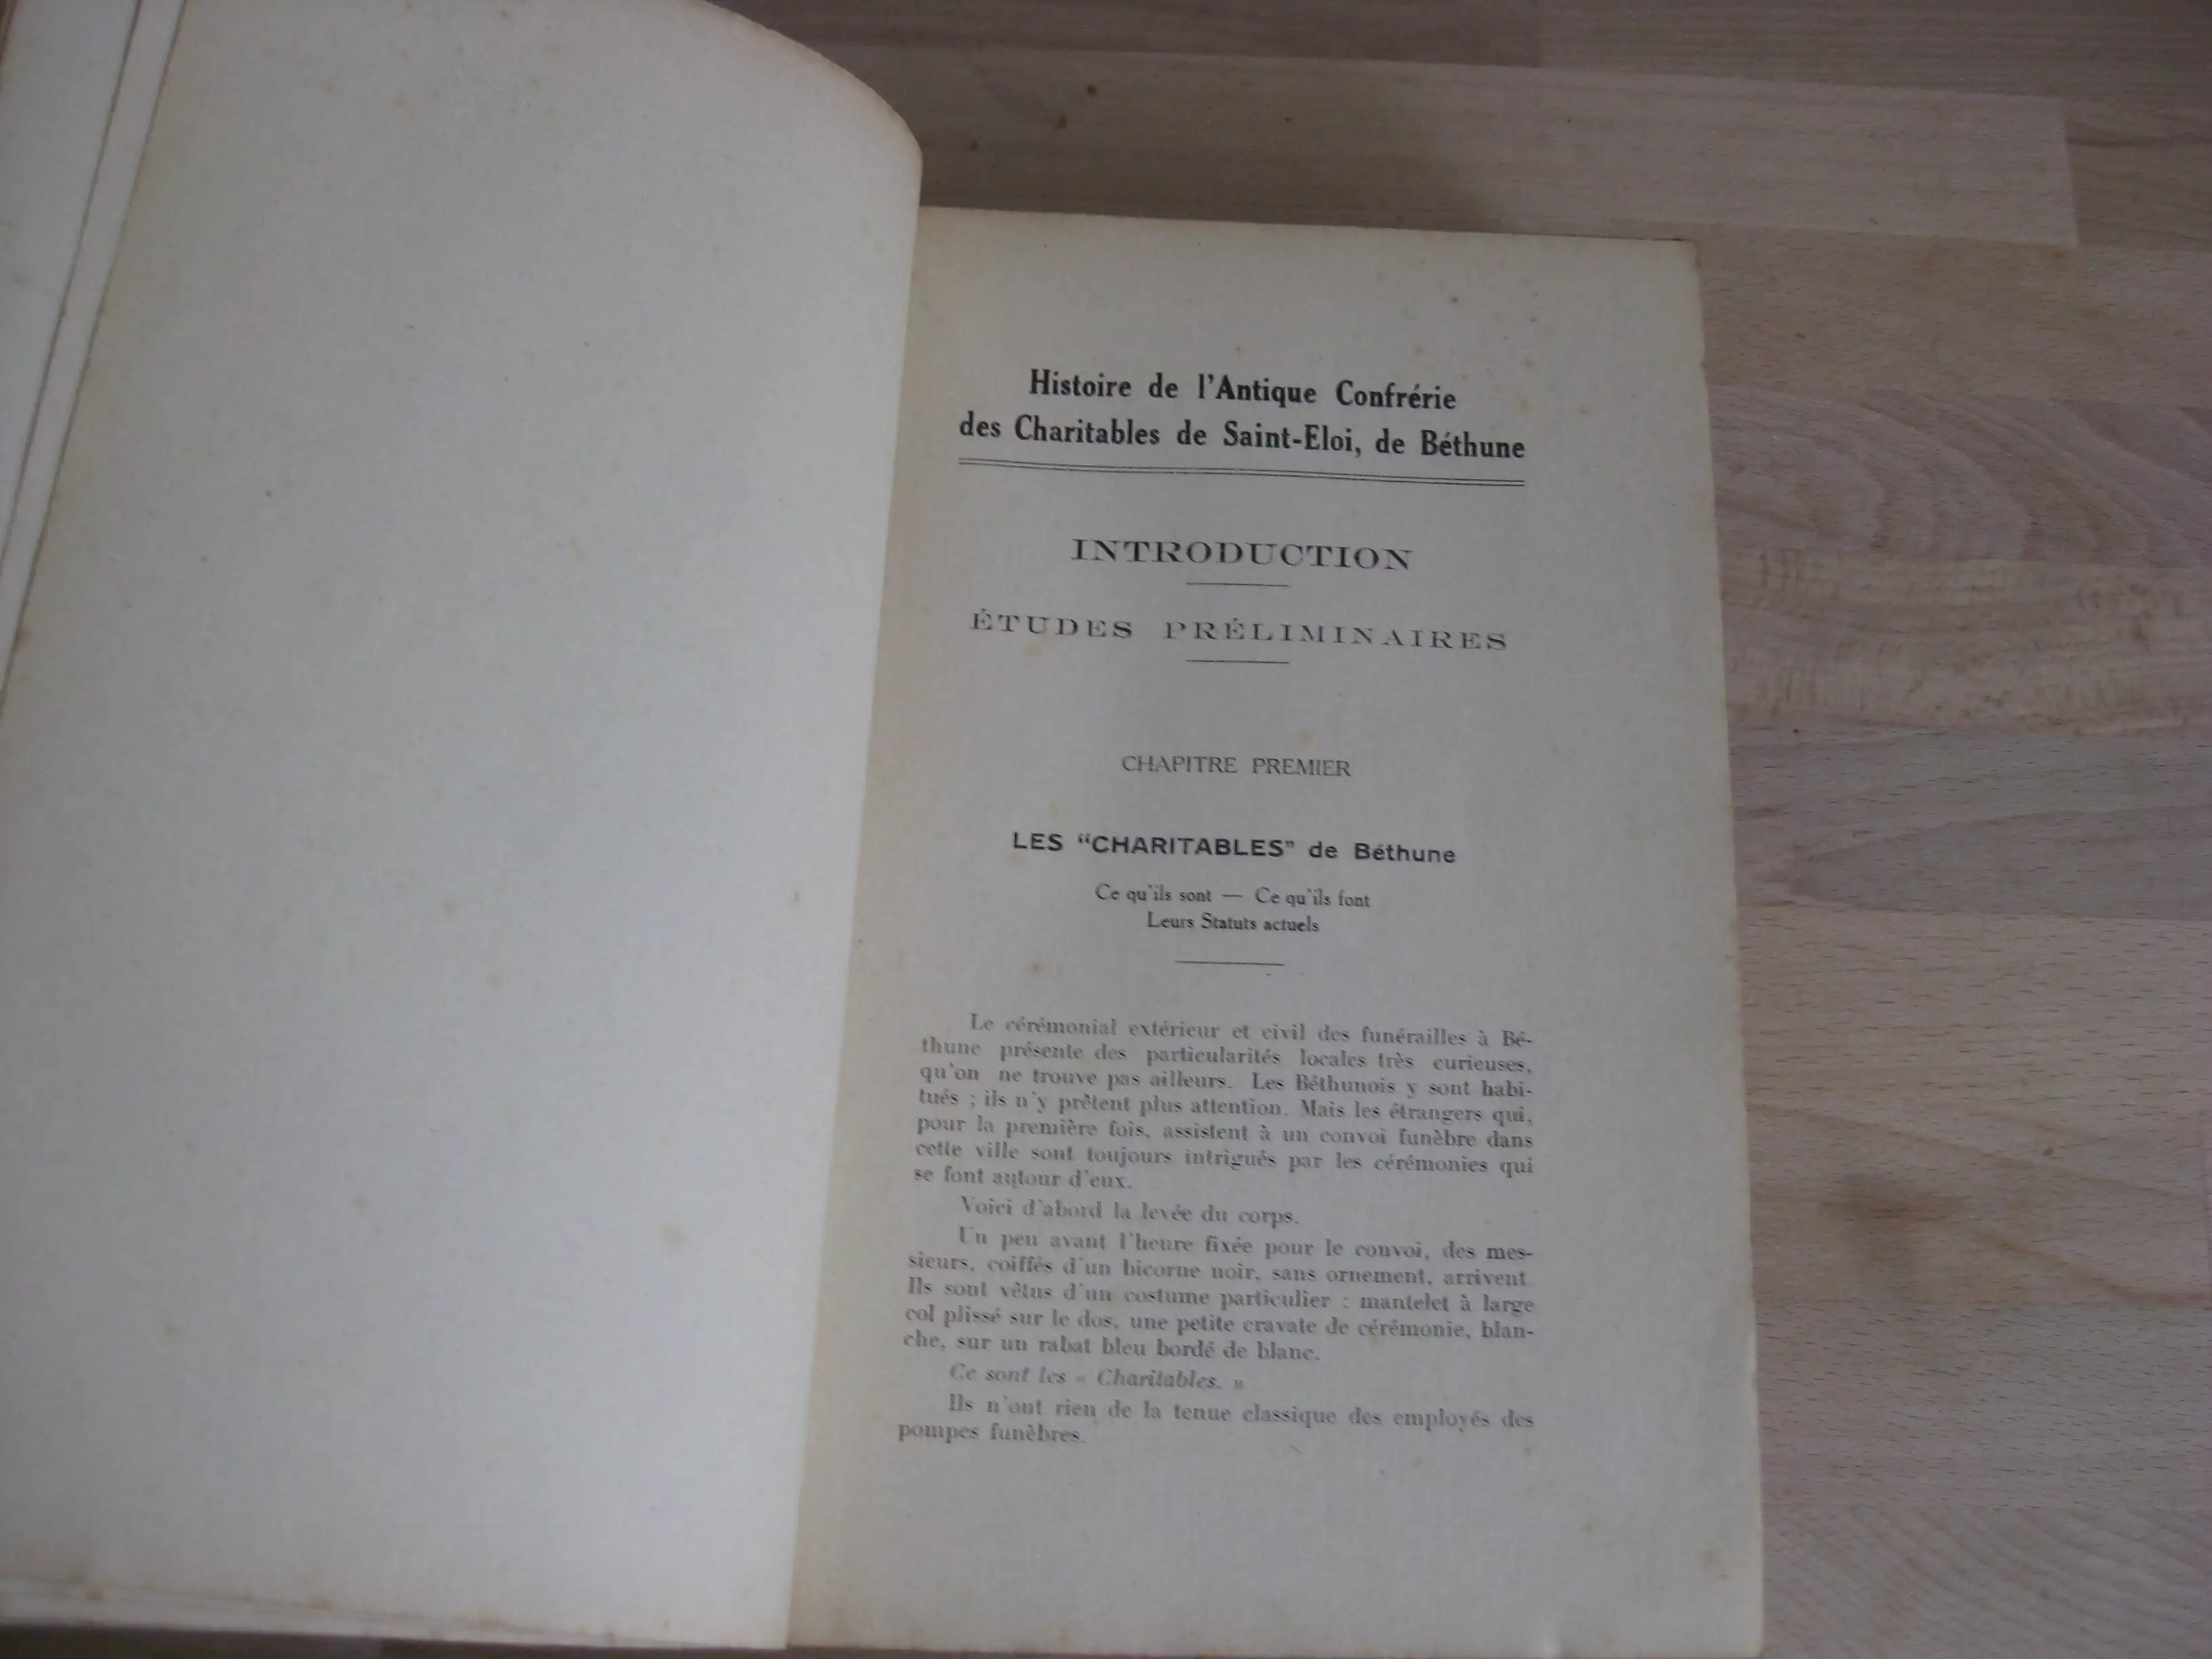 Histoire de l'Antique Confrérie
des Charitables de Saint-Eloi, de Béthune
INTRODUCTION
ÉTUDES PRÉLIMINAIRES
CHAPITRE PREMIER
LES "CHARITABLES" de Béthune
Ce qu'ils sont — Ce qu'ils font
Leurs Statuts actuels
Le cérémonial extérieur et civil des funérailles à Bé-
thune présente des particularités locales très curieuses,
qu'on ne trouve pas ailleurs. Les Béthunois y sont habi-
tués ; ils n'y prêtent plus attention. Mais les étrangers qui,
pour la première fois, assistent à un convoi funèbre dans
cette ville sont toujours intrigués par les cérémonies qui
se font autour d'eux.
Voici d'abord la levée du corps.
Un peu avant l'heure fixée pour le convoi, des mes-
sieurs, coiffés d'un bicorne noir, sans ornement, arrivent.
Ils sont vêtus d'un costume particulier : mantelet à large
col plissé sur le dos, une petite cravate de cérémonie, blan-
che, sur un rabat bleu bordé de blanc.
Ce sont les « Charitables. »
Ils n'ont rien de la tenue classique des employés des
pompes funèbres.